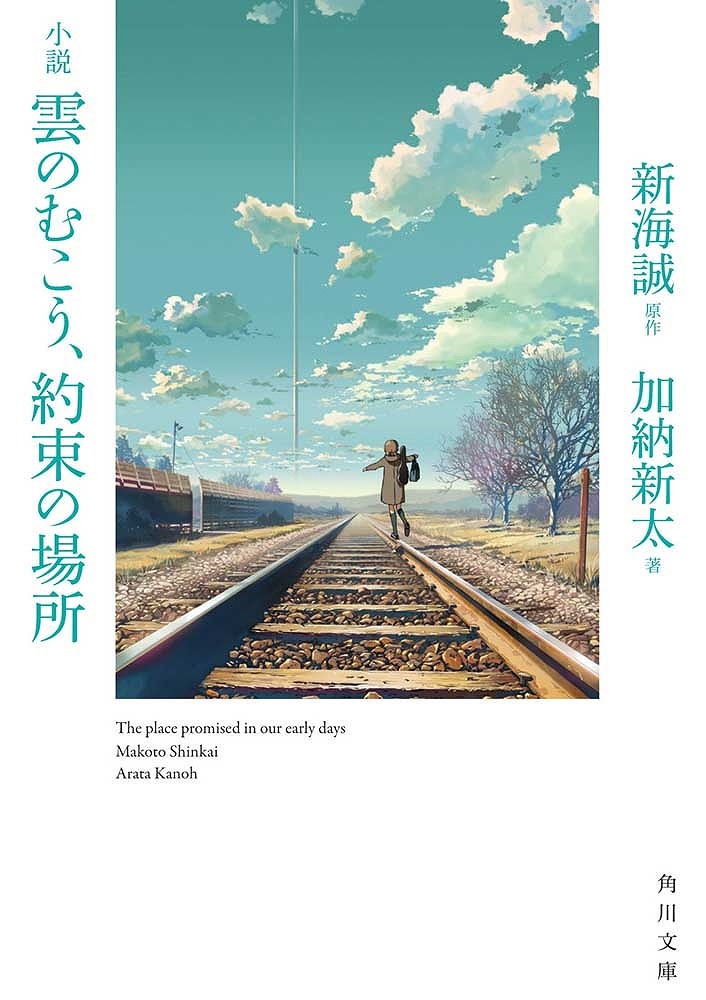 小説 雲のむこう、約束の場所
新海誠 原作 加納新太 著
The place promised in our early days
Makoto Shinkai
Arata Kanoh
角川文庫